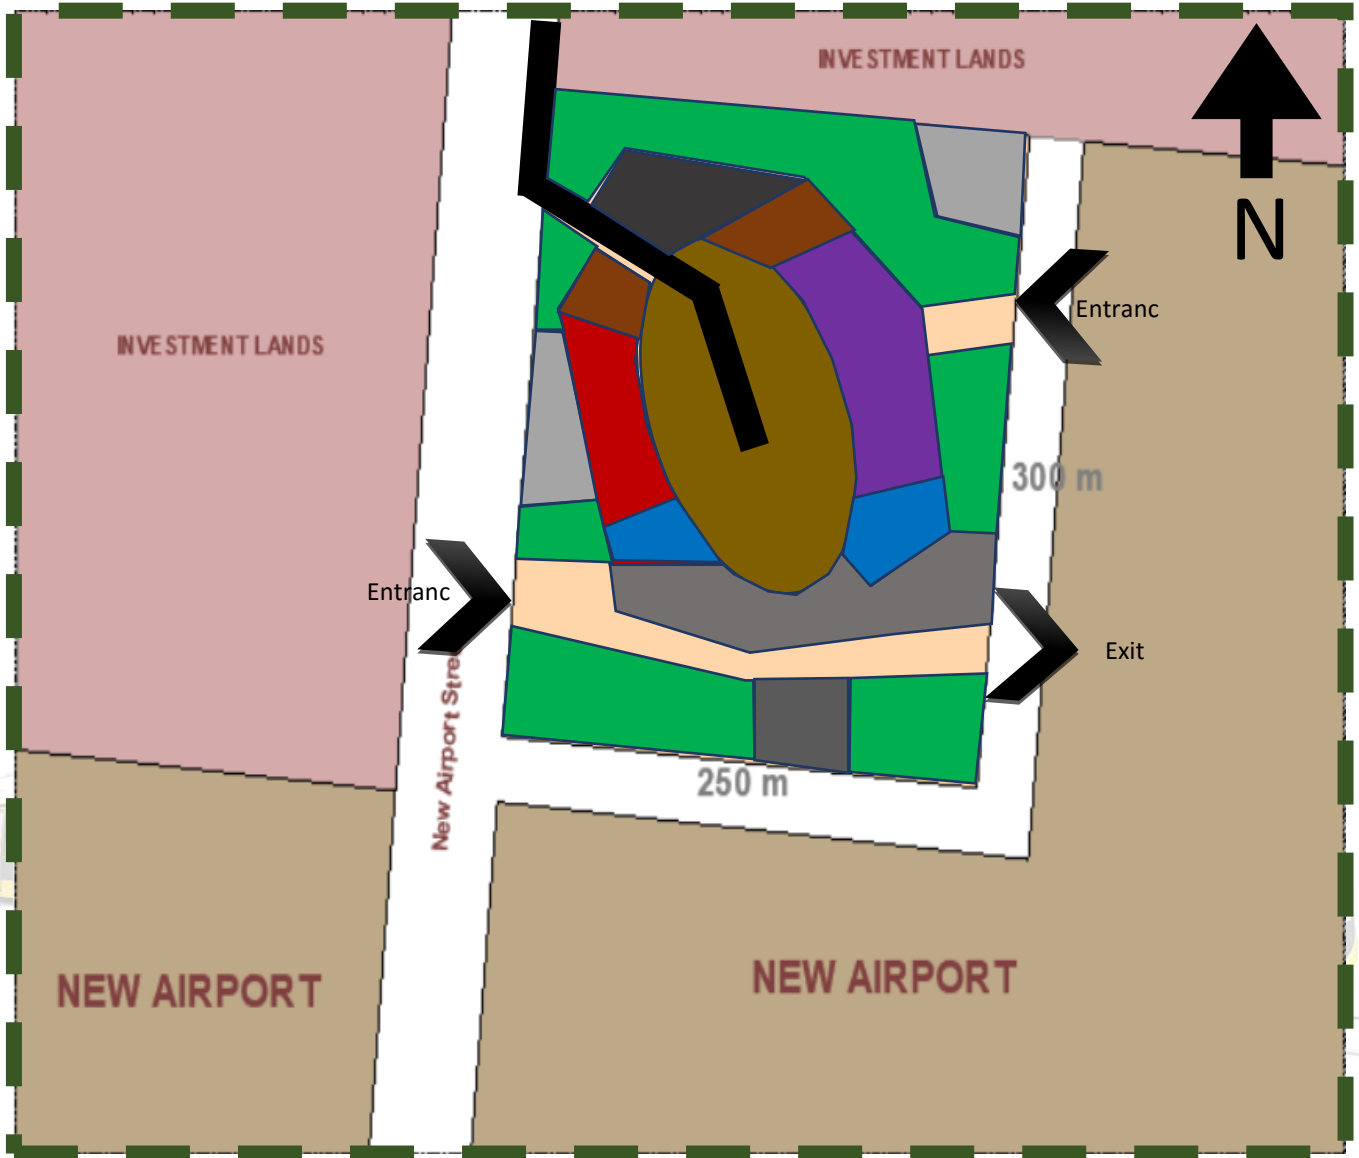 INVESTMENT LANDS
N
Entranc
INVESTMENT LANDS
300 m
Entranc
Exit
New Airport Stre
250 m
NEW AIRPORT
NEW AIRPORT